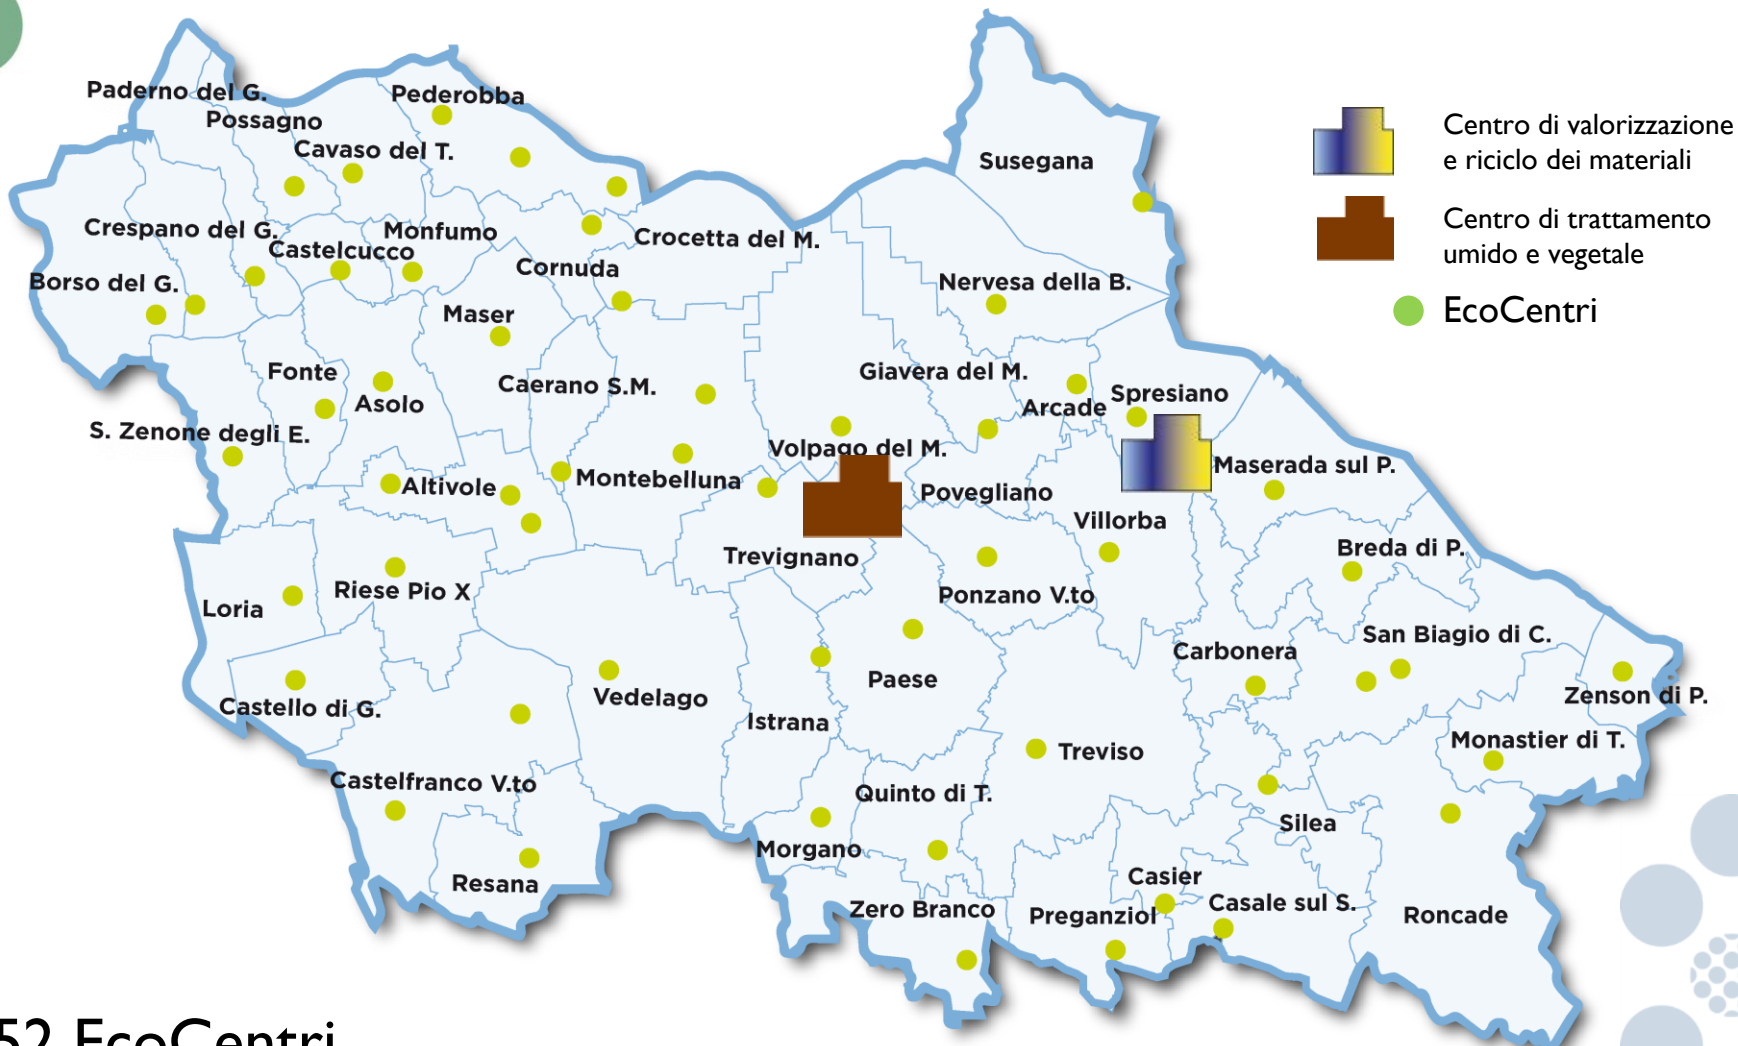 Paderno del G.
Possagno
Pederobba
Cavaso del T.
Susegana
Centro di valorizzazione
e riciclo dei materiali
Centro di trattamento
umido e vegetale
EcoCentri
Crespano del G.
Castelcucco
Monfumo
Crocetta del M.
Cornuda
Borso del G.
Nervesa della B.
Maser
Fonte
Asolo
Caerano S.M.
Giavera del M.
Arcade
Spresiano
S. Zenone degli E.
Volpago del M.
Maserada sul P.
Altivole
Montebelluna
Povegliano
Villorba
Trevignano
Breda di P.
Riese Pio X
Loria
Ponzano V.to
San Biagio di C.
Carbonera
Paese
Vedelago
Zenson di P.
Castello di G.
Istrana
Treviso
Monastier di T.
Castelfranco V.to
Quinto di T.
Silea
Morgano
Resana
Casier
Zero Branco
Preganziol
Casale sul S.
Roncade
52 EcoCentri